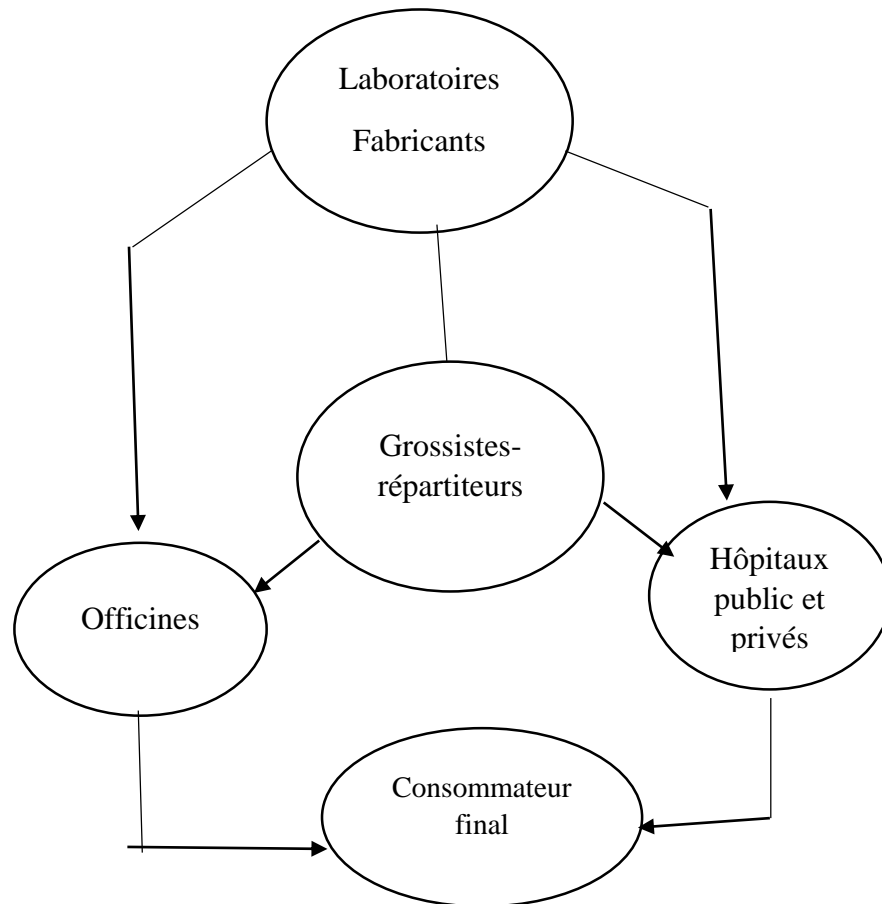 Laboratoires
Fabricants
Grossistes-
répartiteurs
Officines
Hôpitaux
public et
privés
Consommateur
final